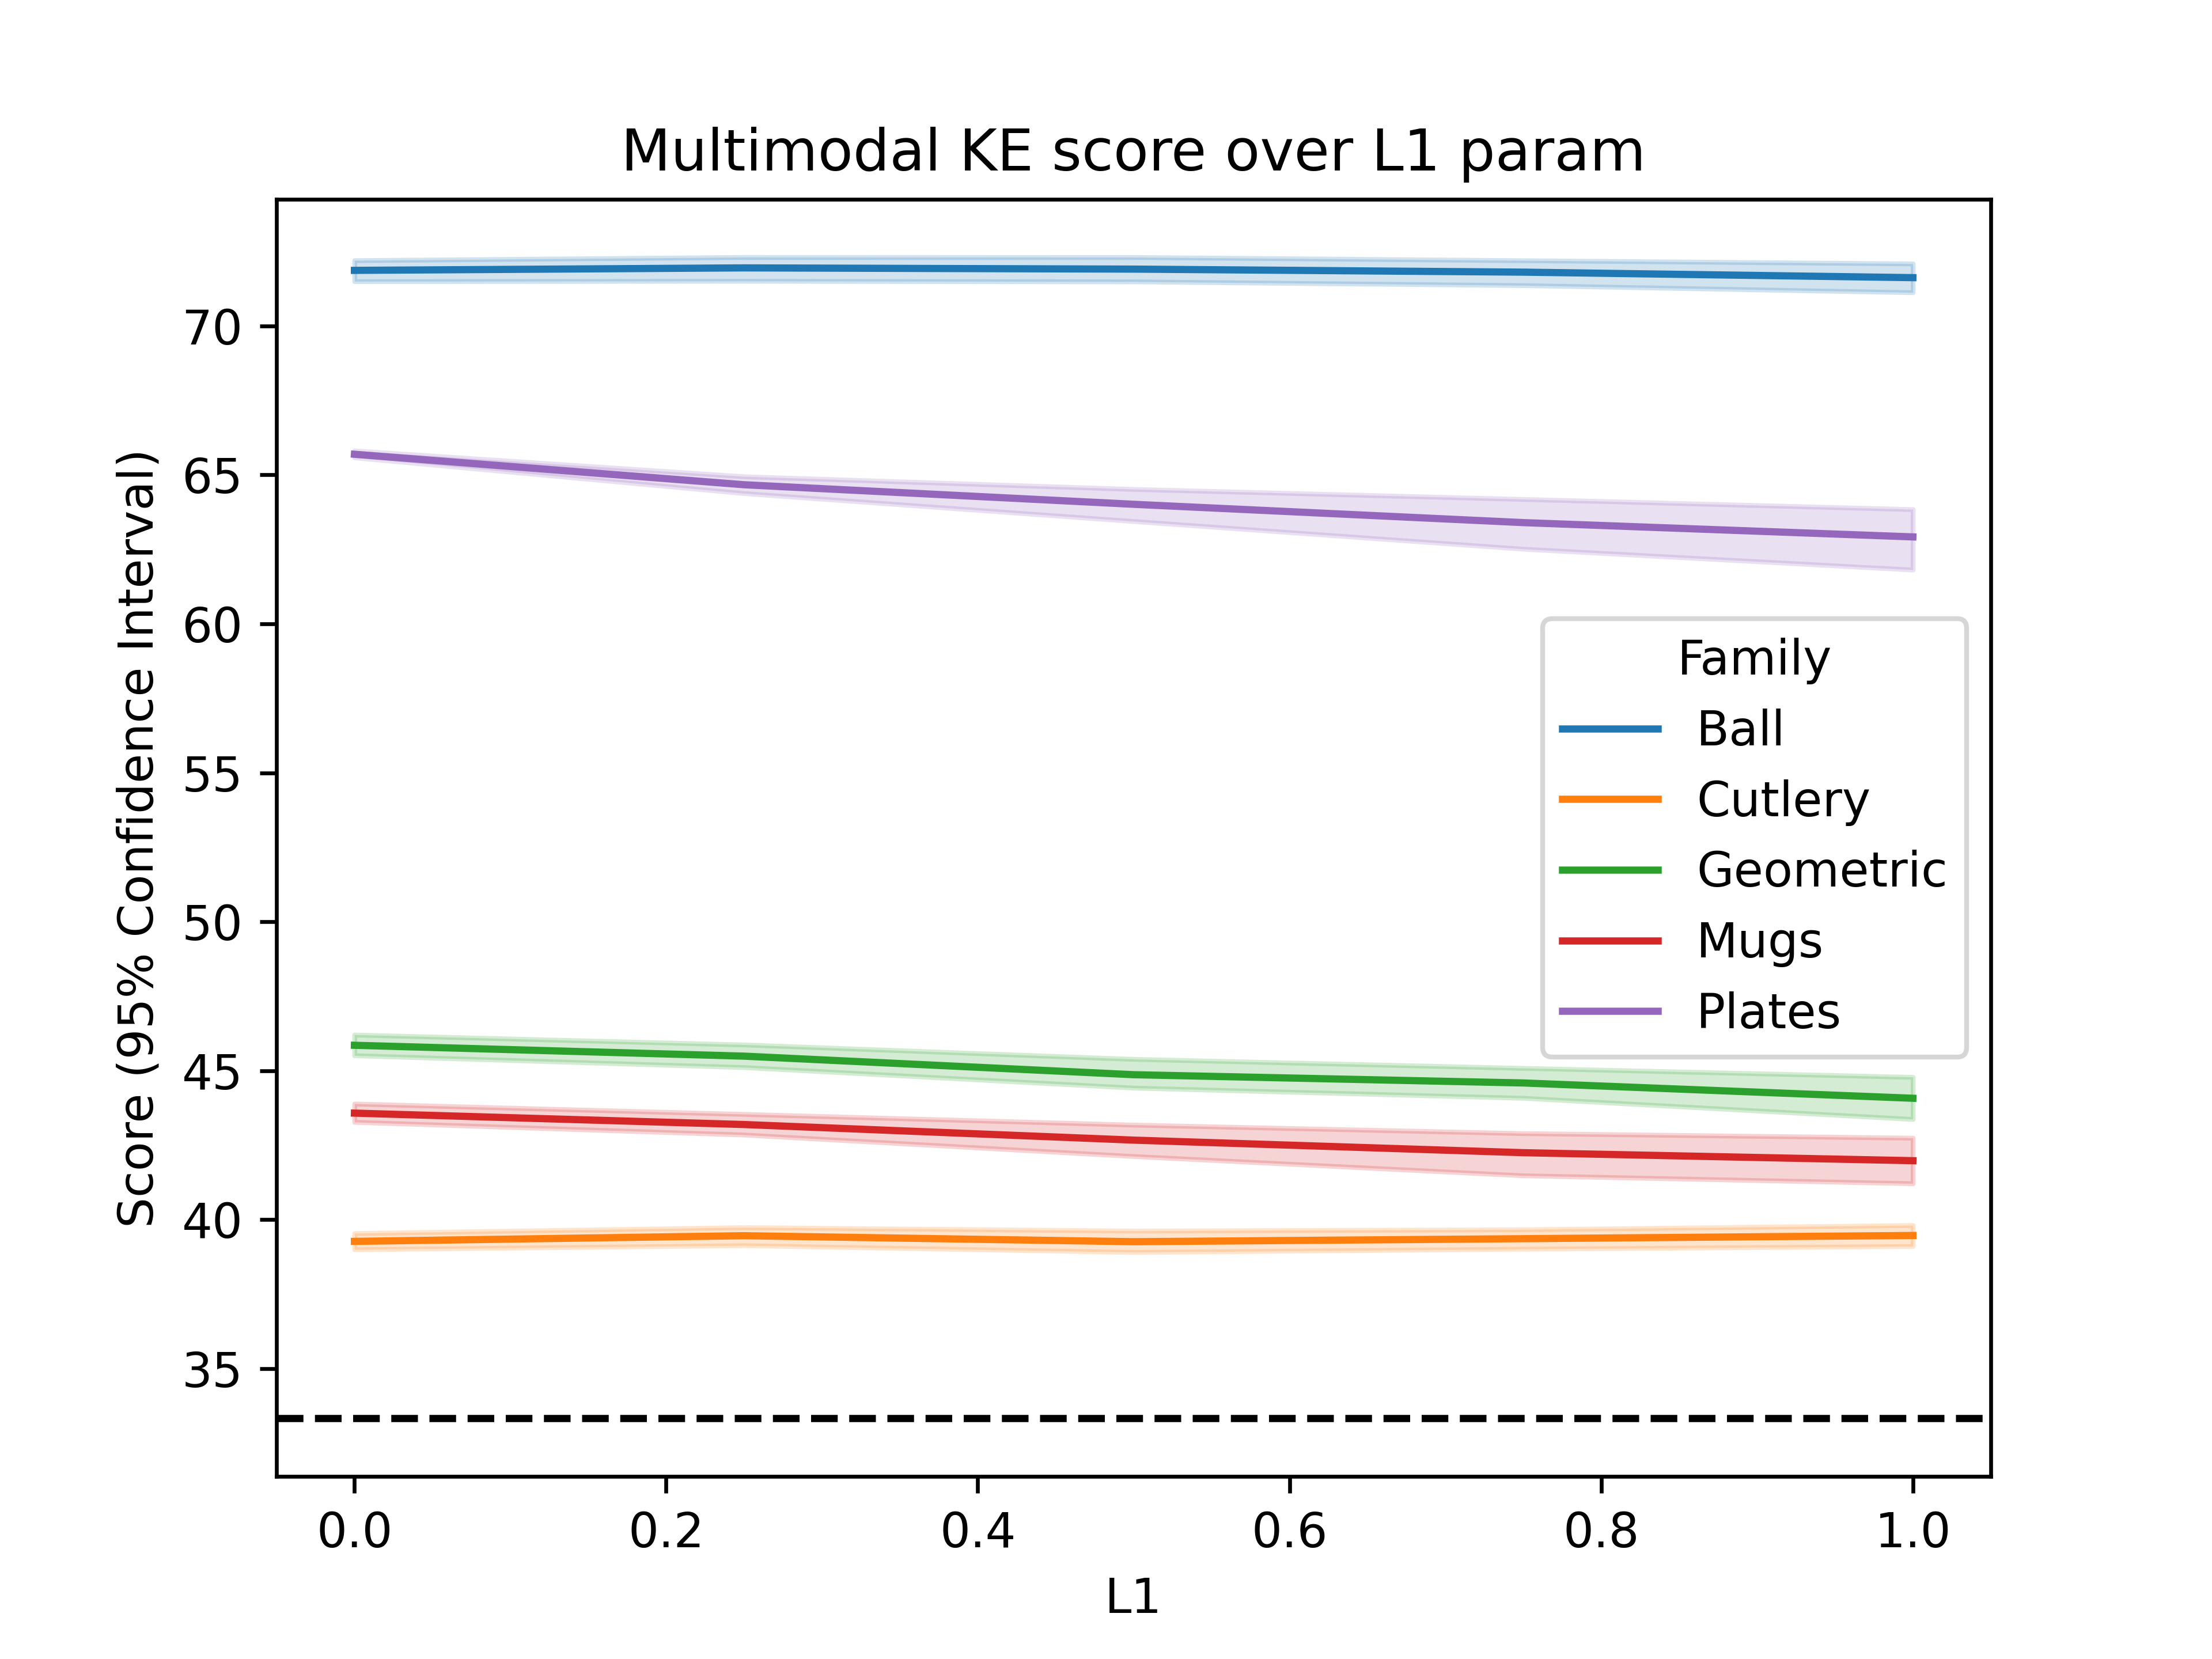 Multimodal KE score over L1 param
Score (95% Confidence Interval)
70
65
60
55
50
45
40
35
Family
Ball
Cutlery
Geometric
Mugs
Plates
0.0 0.2 0.4 0.6 0.8 1.0
L1